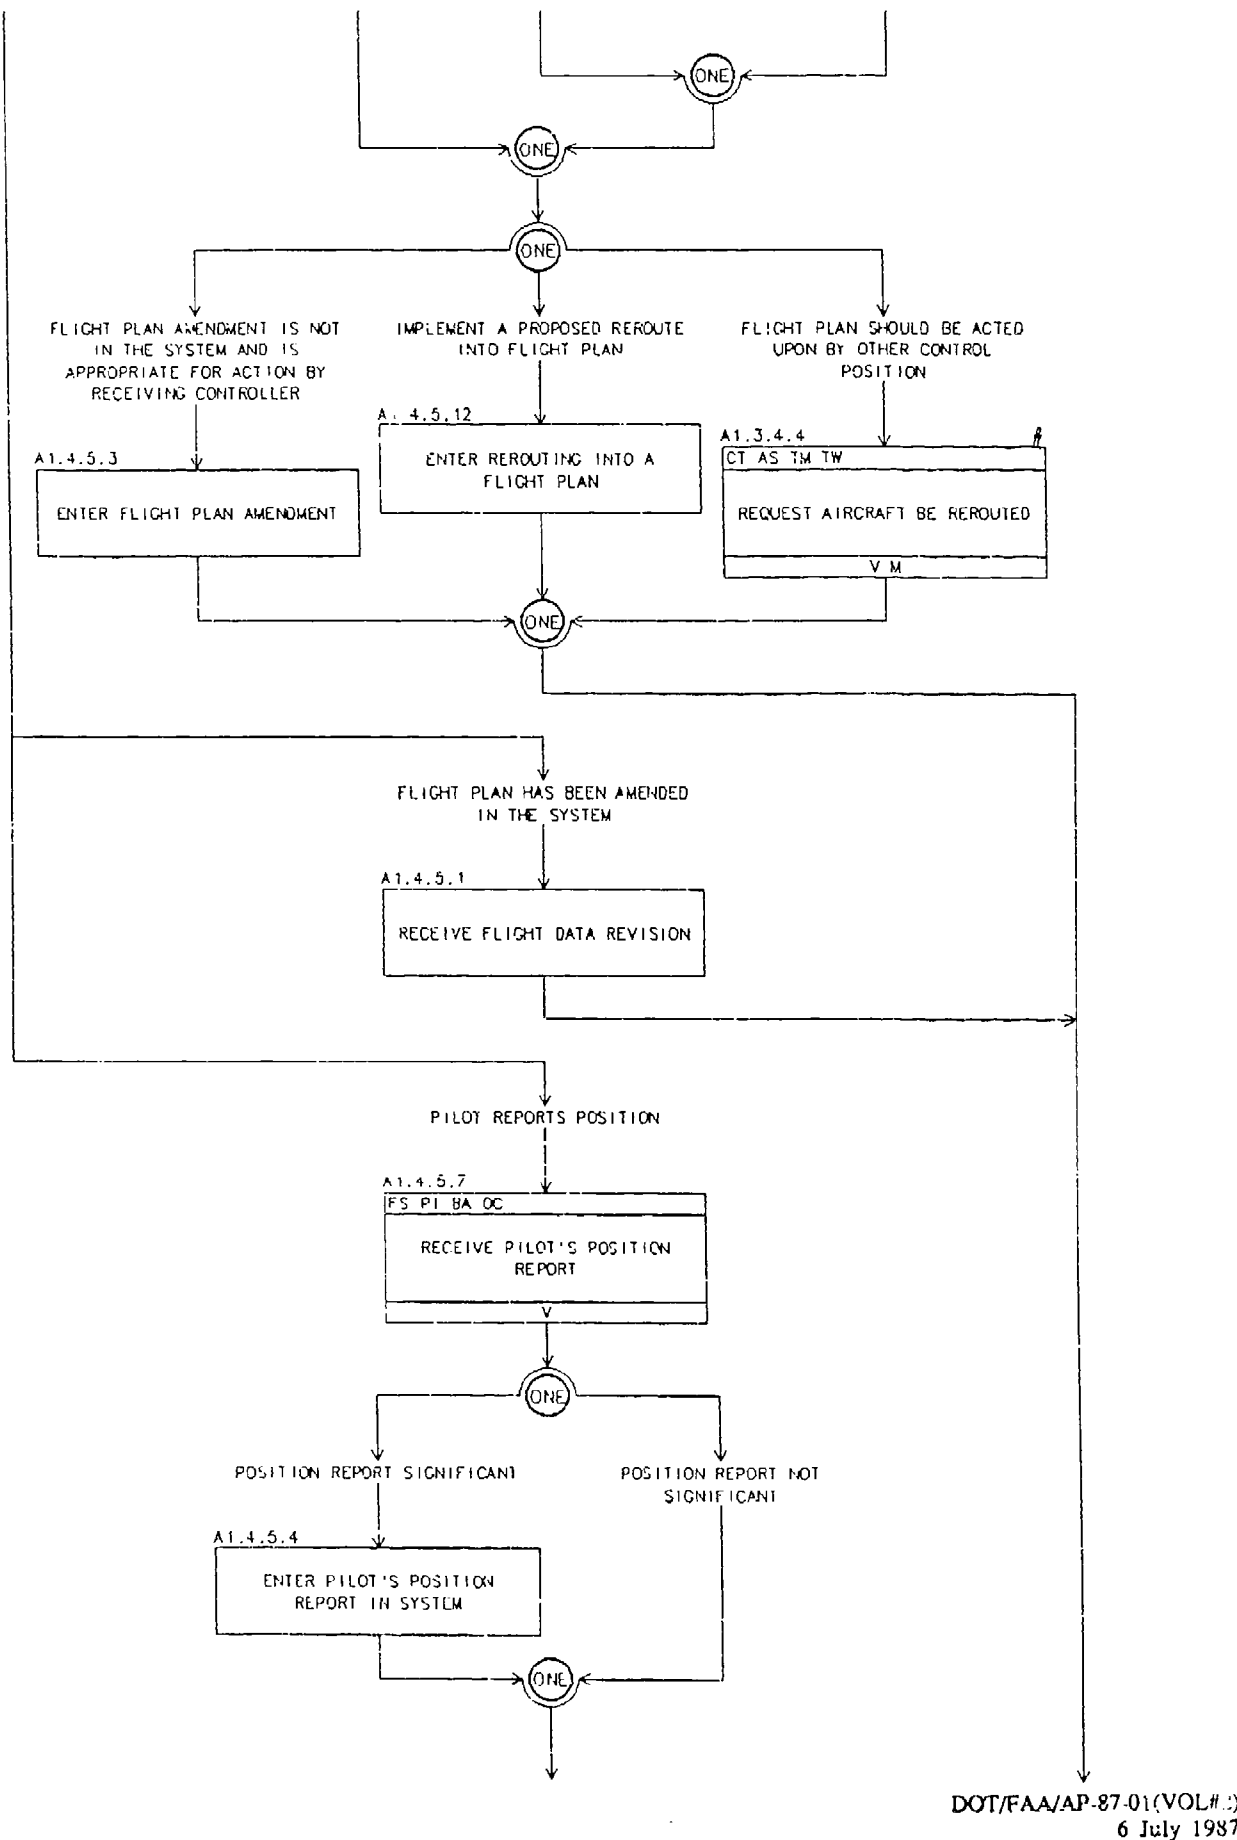 ONE
ONE
ONE
FLIGHT PLAN AMENDMENT IS NOT
IN THE SYSTEM AND IS
APPROPRIATE FOR ACTION BY
RECEIVING CONTROLLER
IMPLEMENT A PROPOSED REROUTE
INTO FLIGHT PLAN
FLIGHT PLAN SHOULD BE ACTED
UPON BY OTHER CONTROL
POSITION
A1.4.5.3
ENTER FLIGHT PLAN AMENDMENT
4.5.12
ENTER REROUTING INTO A
FLIGHT PLAN
A1.3.4.4
CT AS TM TW
REQUEST AIRCRAFT BE REROUTED
V M
ONE
FLIGHT PLAN HAS BEEN AMENDED
IN THE SYSTEM
A1.4.5.1
RECEIVE FLIGHT DATA REVISION
PILOT REPORTS POSITION
A1.4.5.7
FS PI BA OC
RECEIVE PILOT'S POSITION
REPORT
V
ONE
POSITION REPORT SIGNIFICANT
POSITION REPORT NOT
SIGNIFICANT
A1.4.5.4
ENTER PILOT'S POSITION
REPORT IN SYSTEM
ONE
DOT/FAA/AP-87-01
6 July 1987